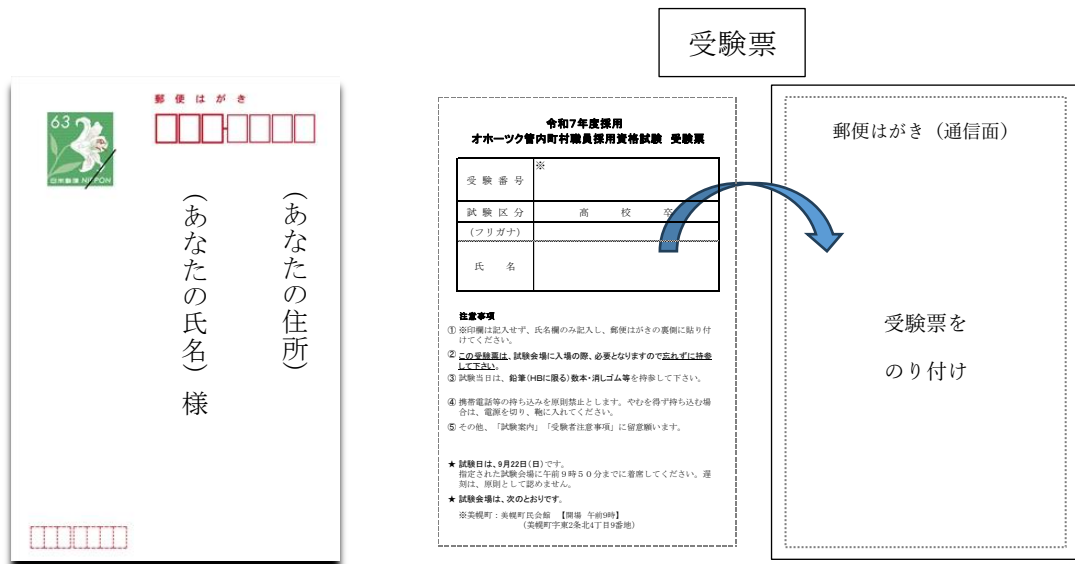 受験票
郵便はがき
63
日本郵便 NIPPON
(あなたの住所)
(あなたの氏名) 様
令和7年度採用
オホーツク管内町村職員採用資格試験 受験票
受験番号
※
試験区分
高校卒
(フリガナ)
氏 名
注意事項
① ※印欄は記入せず、氏名欄のみ記入し、郵便はがきの裏側に貼り付
けてください。
② この受験票は、試験会場に入場の際、必要となりますので忘れずに持参
して下さい。
③ 試験当日は、鉛筆(HBに限る)数本・消しゴム等を持参して下さい。
④ 携帯電話等の持ち込みを原則禁止とします。やむを得ず持ち込む場
合は、電源を切り、鞄に入れてください。
⑤ その他、「試験案内」「受験者注意事項」に留意願います。
★ 試験日は、9月22日(日)です。
指定された試験会場に午前9時50分までに着席してください。遅
刻は、原則として認めません。
★ 試験会場は、次のとおりです。
※美幌町:美幌町民会館 【開場 午前9時】
(美幌町字東2条北4丁目9番地)
郵便はがき(通信面)
受験票を
のり付け